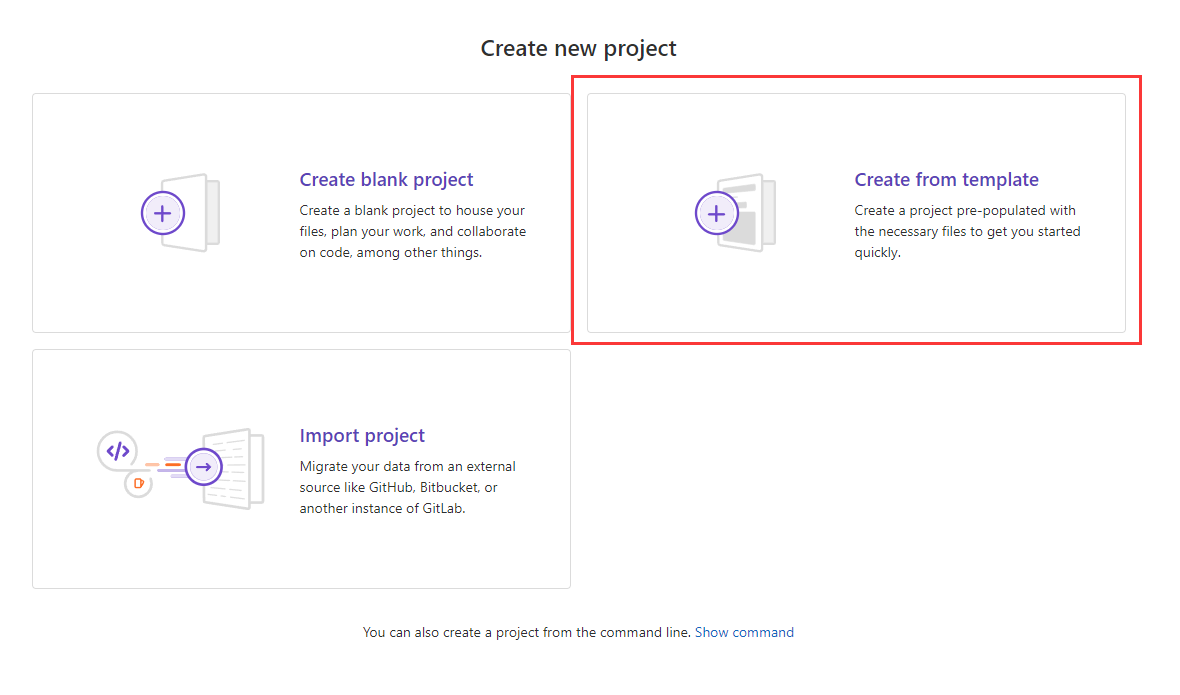 Create new project
Create blank project
Create a blank project to house your
files, plan your work, and collaborate
on code, among other things.
Create from template
Create a project pre-populated with
the necessary files to get you started
quickly.
Import project
Migrate your data from an external
source like GitHub, Bitbucket, or
another instance of GitLab.
You can also create a project from the command line. Show command